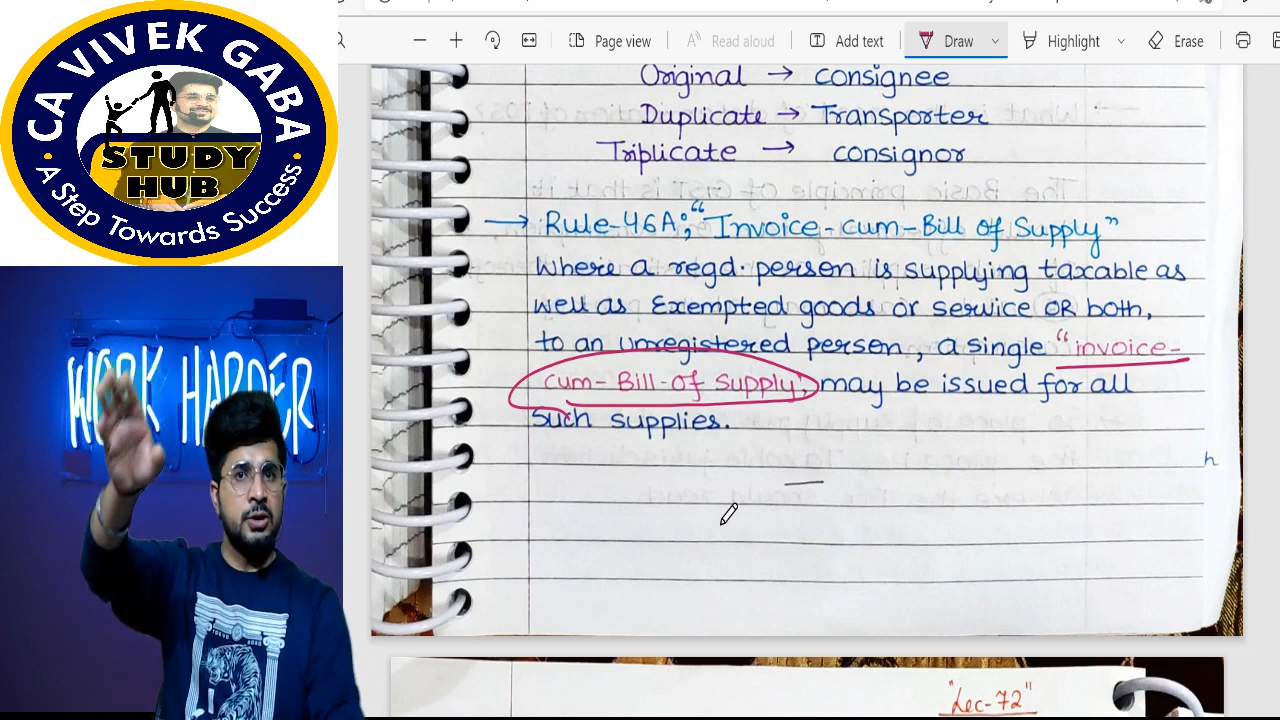 CA VIVEK GABA
STUDY
HUB
· A Step Towards Success ·
WORK HARDER
TOKYO
Page view
Read aloud
Add text
Draw
Highlight
Erase
Original → consignee
Duplicate → Transporter
Triplicate → consignor
→ Rule-46A; "Invoice-cum-Bill of Supply"
Where a regd. person is supplying taxable as
well as Exempted goods or service OR both,
to an unregistered person, a single "invoice-
cum-Bill-of Supply", may be issued for all
Such supplies.
h
"Lec-72"